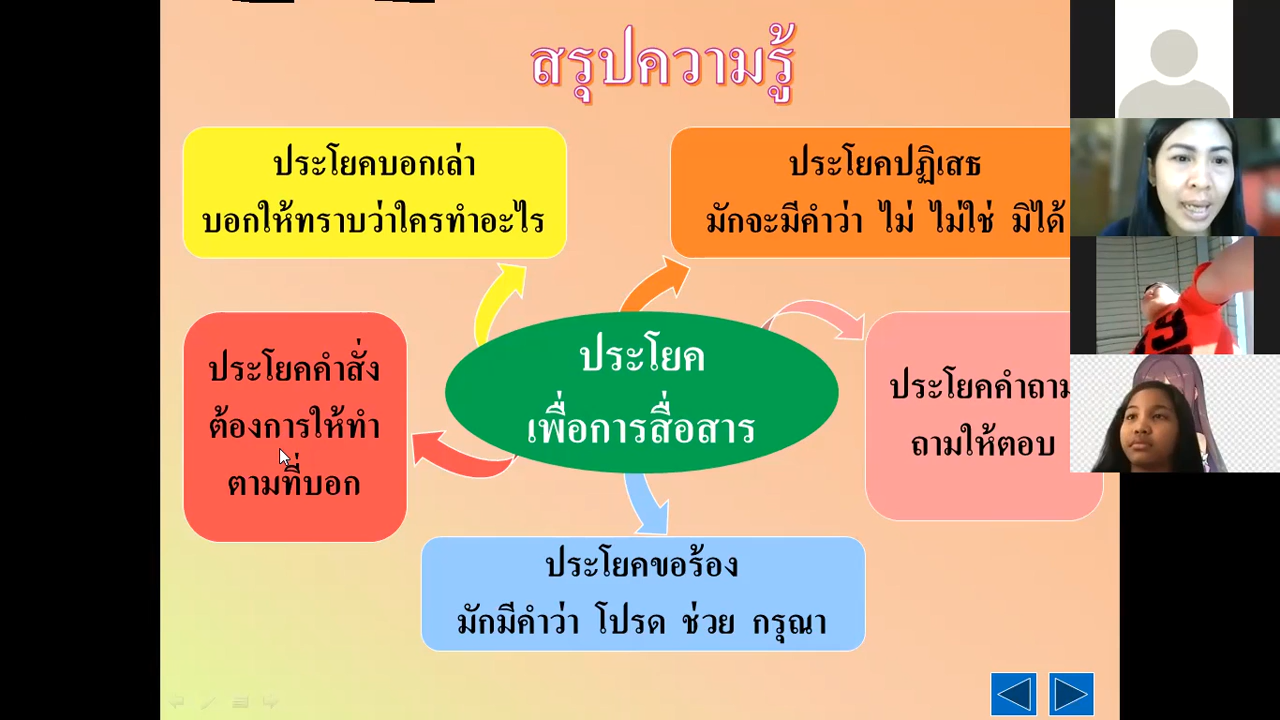 สรุปความรู้
ประโยคบอกเล่า
บอกให้ทราบว่าใครทำอะไร
ประโยคปฏิเสธ
มักจะมีคำว่า ไม่ ไม่ใช่ มิได้
ประโยคคำสั่ง
ต้องการให้ทำ
ตามที่บอก
ประโยค
เพื่อการสื่อสาร
ประโยคคำถาม
ถามให้ตอบ
ประโยคขอร้อง
มักมีคำว่า โปรด ช่วย กรุณา